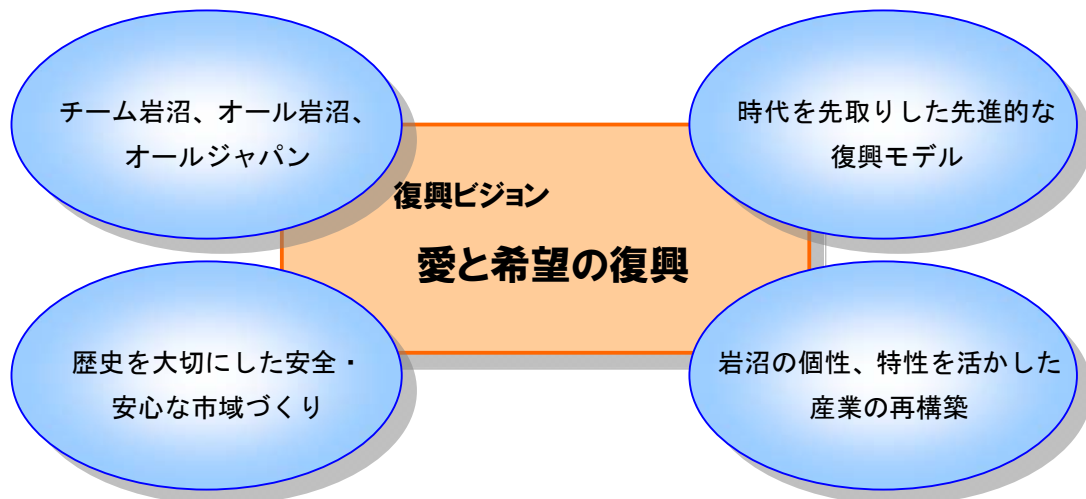 チーム岩沼、オール岩沼、
オールジャパン
時代を先取りした先進的な
復興モデル
復興ビジョン
愛と希望の復興
歴史を大切にした安全・
安心な市域づくり
岩沼の個性、特性を活かした
産業の再構築